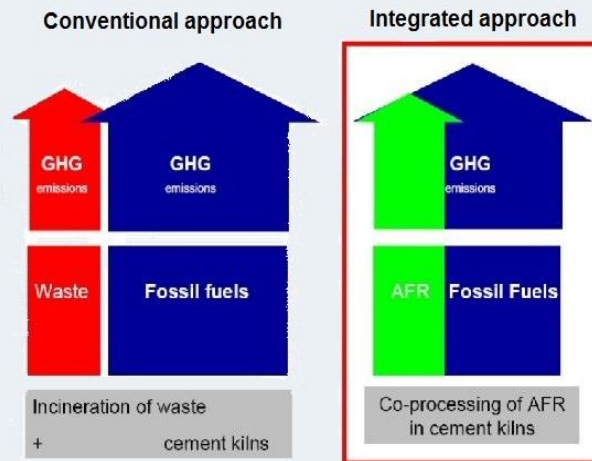 Conventional approach
Integrated approach
GHG
emissions
GHG
emissions
GHG
emissions
Waste
Fossil fuels
AFR
Fossil Fuels
Incineration of waste
+ cement kilns
Co-processing of AFR
in cement kilns